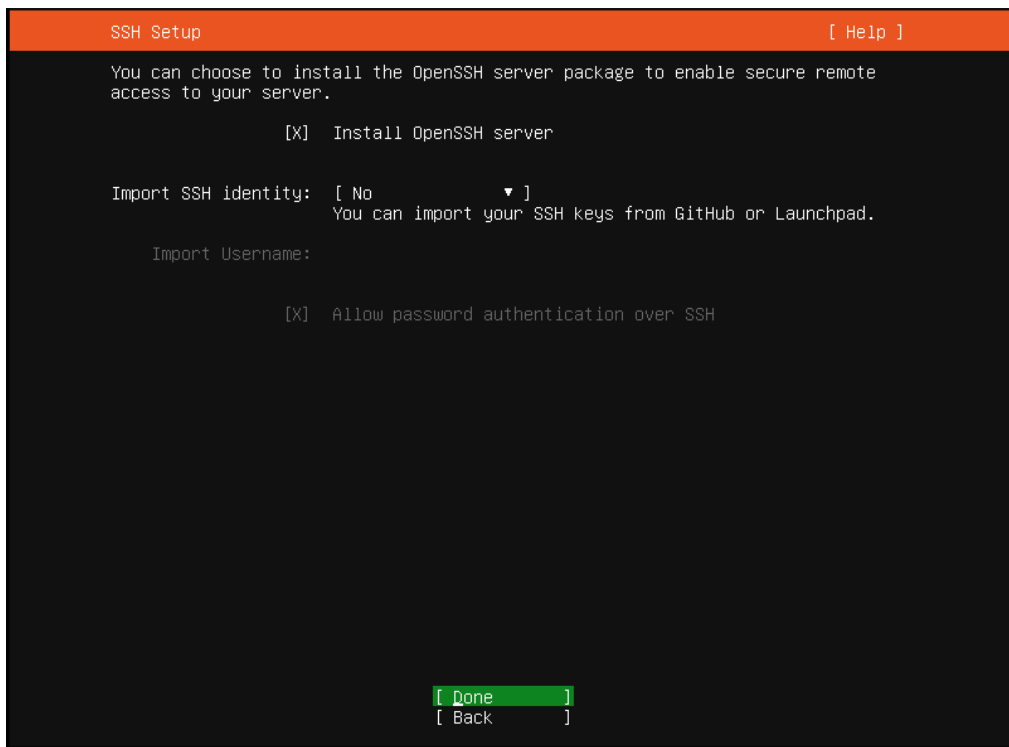 SSH Setup [ Help ]
You can choose to install the OpenSSH server package to enable secure remote
access to your server.
[X] Install OpenSSH server
Import SSH identity: [ No ▾ ]
You can import your SSH keys from GitHub or Launchpad.
Import Username:
[X] Allow password authentication over SSH
[ Done ]
[ Back ]